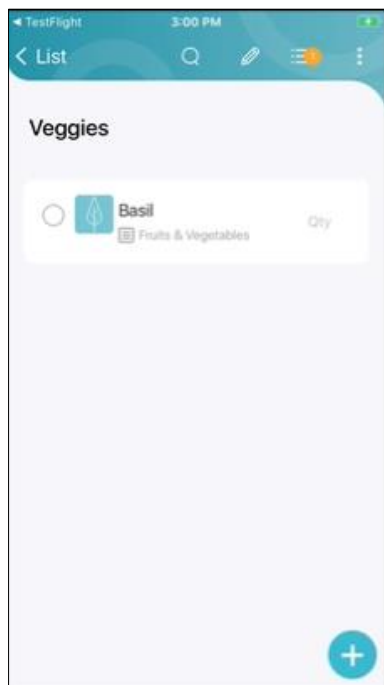 TestFlight 3:00 PM
List
Veggies
Basil
Fruits & Vegetables
Qty